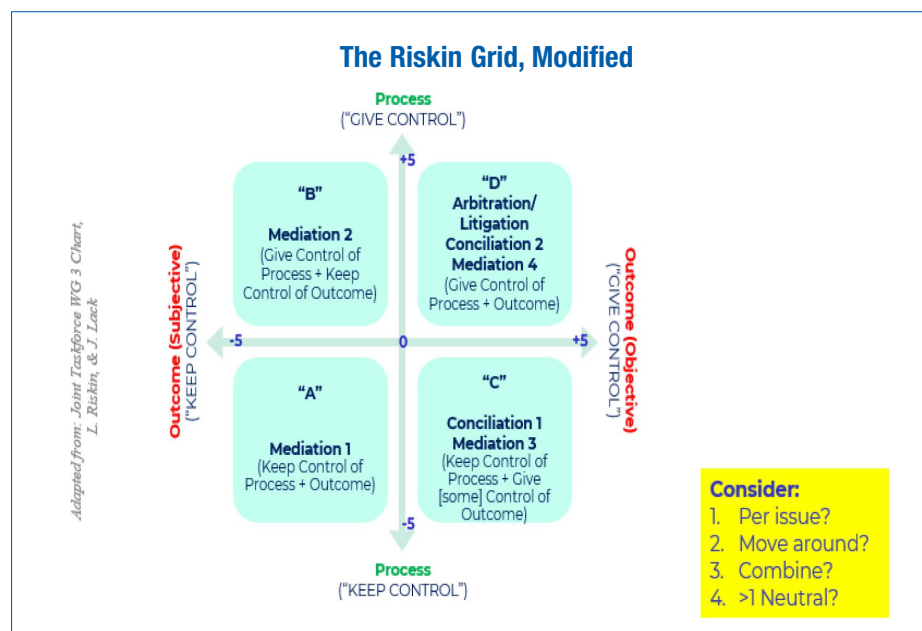 The Riskin Grid, Modified
Process
("GIVE CONTROL")
+5
"B"
Mediation 2
(Give Control of
Process + Keep
Control of Outcome)
"D"
Arbitration/
Litigation
Conciliation 2
Mediation 4
(Give Control of
Process + Outcome)
Adapted from: Joint Taskforce WG 3 Chart,
L. Riskin, & J. Lack
Outcome (Subjective)
("KEEP CONTROL")
-5
0
+5
Outcome (Objective)
("GIVE CONTROL")
"A"
Mediation 1
(Keep Control of
Process + Outcome)
"C"
Conciliation 1
Mediation 3
(Keep Control of
Process + Give
[some] Control of
Outcome)
-5
Process
("KEEP CONTROL")
Consider:
1. Per issue?
2. Move around?
3. Combine?
4. >1 Neutral?